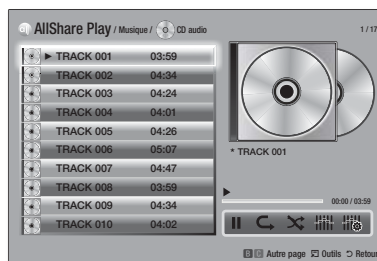 AllShare Play / Musique / CD audio 1 / 17
TRACK 001 03:59
TRACK 002 04:34
TRACK 003 04:24
TRACK 004 04:01
TRACK 005 04:26
TRACK 006 05:07
TRACK 007 04:47
TRACK 008 03:59
TRACK 009 04:34
TRACK 010 04:02
* TRACK 001
00:00 / 03:59
B C Autre page Outils Retour